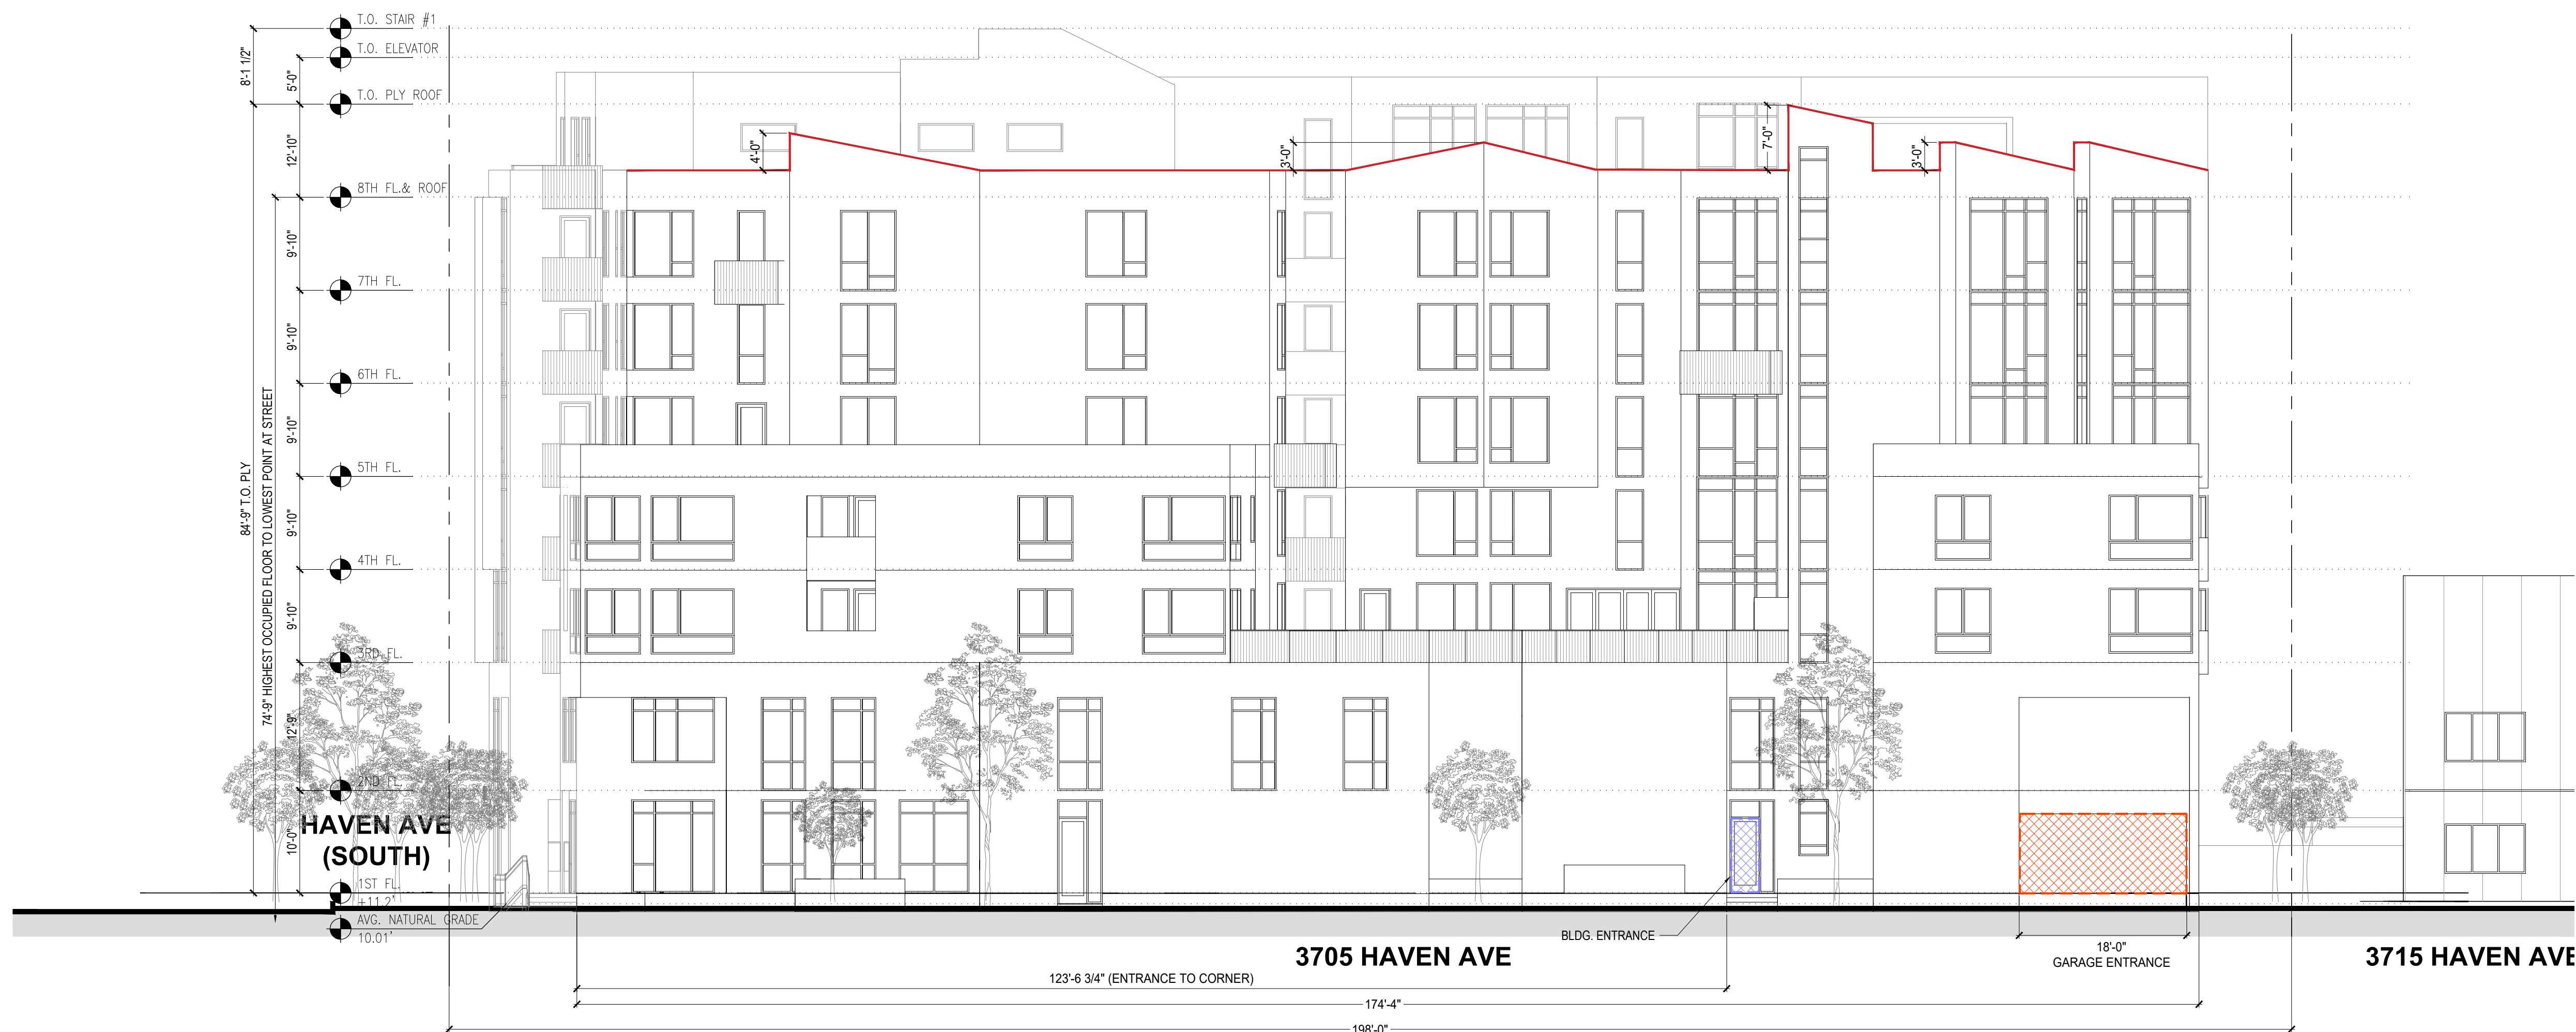 T.O. STAIR #1
T.O. ELEVATOR
T.O. PLY ROOF
8TH FL.& ROOF
7TH FL.
6TH FL.
5TH FL.
4TH FL.
3RD FL.
2ND FL.
1ST FL.
+11.2'
AVG. NATURAL GRADE
10.01'
8'-1 1/2"
5'-0"
12'-10"
9'-10"
9'-10"
9'-10"
9'-10"
9'-10"
12'-9"
10'-0"
84'-9" T.O. PLY
74'-9" HIGHEST OCCUPIED FLOOR TO LOWEST POINT AT STREET
4'-0"
3'-0"
7'-0"
3'-0"
HAVEN AVE
(SOUTH)
BLDG. ENTRANCE
3705 HAVEN AVE
18'-0"
GARAGE ENTRANCE
3715 HAVEN AVE
123'-6 3/4" (ENTRANCE TO CORNER)
174'-4"
198'-0"